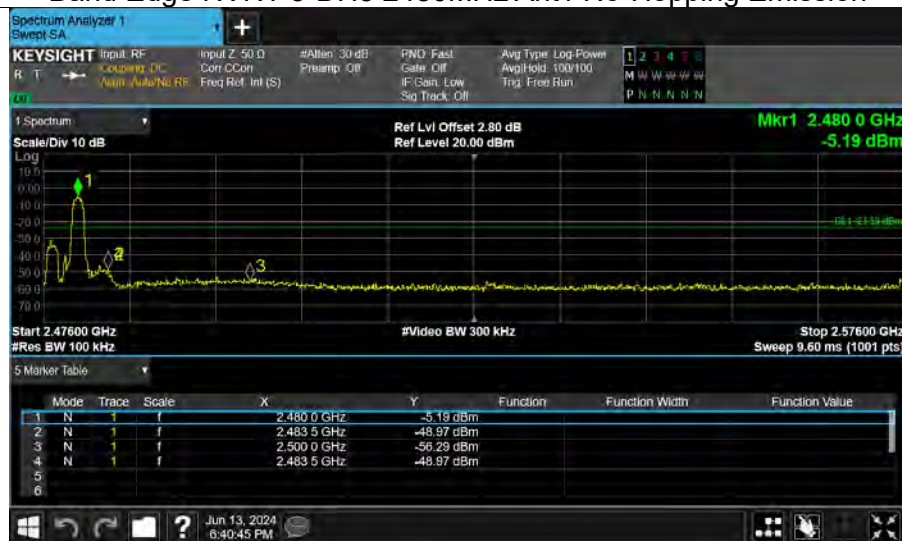 Spectrum Analyzer 1
Swept SA
+
KEYSIGHT Input: RF
R T Coupling: DC
Align: Auto/No RF
Input Z: 50 Ω
Corr CCorr
Freq Ref: Int (S)
#Atten: 30 dB
Preamp: Off
PNO: Fast
Gate: Off
IF Gain: Low
Sig Track: Off
Avg Type: Log-Power
Avg|Hold: 100/100
Trig: Free Run
1 2 3 4 5 6
M W W W W W
P N N N N N
1 Spectrum
Scale/Div 10 dB
Ref Lvl Offset 2.80 dB
Ref Level 20.00 dBm
Mkr1 2.480 0 GHz
-5.19 dBm
Log
10.0
0.00
-10.0
-20.0
-30.0
-40.0
-50.0
-60.0
-70.0
1
2
3
DL1 -23.59 dBm
Start 2.47600 GHz
#Res BW 100 kHz
#Video BW 300 kHz
Stop 2.57600 GHz
Sweep 9.60 ms (1001 pts)
5 Marker Table
Mode Trace Scale X Y Function Function Width Function Value
1 N 1 f 2.480 0 GHz -5.19 dBm
2 N 1 f 2.483 5 GHz -48.97 dBm
3 N 1 f 2.500 0 GHz -56.29 dBm
4 N 1 f 2.483 5 GHz -48.97 dBm
5
6
?
Jun 13, 2024
6:40:45 PM